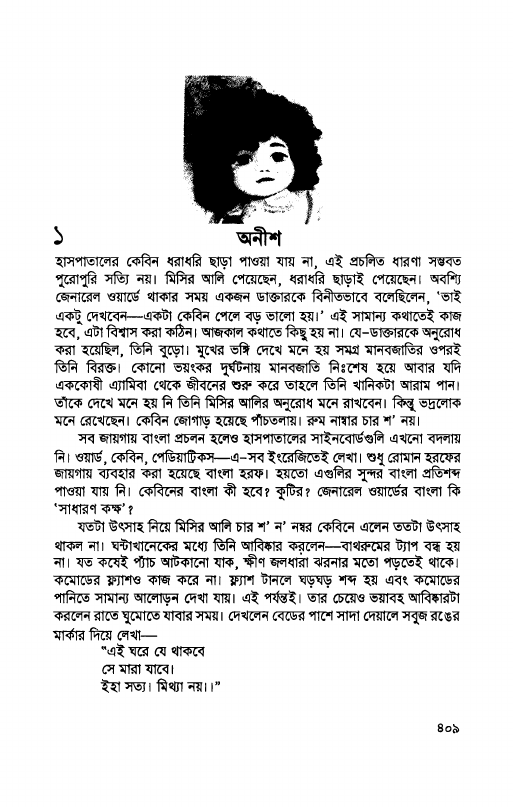 ১
অনীশ
হাসপাতালের কেবিন ধরাধরি ছাড়া পাওয়া যায় না, এই প্রচলিত ধারণা সম্ভবত
পুরোপুরি সত্যি নয়। মিসির আলি পেয়েছেন, ধরাধরি ছাড়াই পেয়েছেন। অবশ্যি
জেনারেল ওয়ার্ডে থাকার সময় একজন ডাক্তারকে বিনীতভাবে বলেছিলেন, ‘ভাই
একটু দেখবেন—একটা কেবিন পেলে বড় ভালো হয়।’ এই সামান্য কথাতেই কাজ
হবে, এটা বিশ্বাস করা কঠিন। আজকাল কথাতে কিছু হয় না। যে-ডাক্তারকে অনুরোধ
করা হয়েছিল, তিনি বুড়ো। মুখের ভঙ্গি দেখে মনে হয় সমগ্র মানবজাতির ওপরই
তিনি বিরক্ত। কোনো ভয়ংকর দুর্ঘটনায় মানবজাতি নিঃশেষ হয়ে আবার যদি
এককোষী এ্যামিবা থেকে জীবনের শুরু করে তাহলে তিনি খানিকটা আরাম পান।
তাঁকে দেখে মনে হয় নি তিনি মিসির আলির অনুরোধ মনে রাখবেন। কিন্তু ভদ্রলোক
মনে রেখেছেন। কেবিন জোগাড় হয়েছে পাঁচতলায়। রুম নাম্বার চার শ’ নয়।
সব জায়গায় বাংলা প্রচলন হলেও হাসপাতালের সাইনবোর্ডগুলি এখনো বদলায়
নি। ওয়ার্ড, কেবিন, পেডিয়াট্রিকস—এ-সব ইংরেজিতেই লেখা। শুধু রোমান হরফের
জায়গায় ব্যবহার করা হয়েছে বাংলা হরফ। হয়তো এগুলির সুন্দর বাংলা প্রতিশব্দ
পাওয়া যায় নি। কেবিনের বাংলা কী হবে? কুটির? জেনারেল ওয়ার্ডের বাংলা কি
‘সাধারণ কক্ষ’?
যতটা উৎসাহ নিয়ে মিসির আলি চার শ’ ন’ নম্বর কেবিনে এলেন ততটা উৎসাহ
থাকল না। ঘন্টাখানেকের মধ্যে তিনি আবিষ্কার করলেন—বাথরুমের ট্যাপ বন্ধ হয়
না। যত কষেই প্যাঁচ আটকানো যাক, ক্ষীণ জলধারা ঝরনার মতো পড়তেই থাকে।
কমোডের ফ্ল্যাশও কাজ করে না। ফ্ল্যাশ টানলে ঘড়ঘড় শব্দ হয় এবং কমোডের
পানিতে সামান্য আলোড়ন দেখা যায়। এই পর্যন্তই। তার চেয়েও ভয়াবহ আবিষ্কারটা
করলেন রাতে ঘুমোতে যাবার সময়। দেখলেন বেডের পাশে সাদা দেয়ালে সবুজ রঙের
মার্কার দিয়ে লেখা—
“এই ঘরে যে থাকবে
সে মারা যাবে।
ইহা সত্য। মিথ্যা নয়।।”
৪০৯